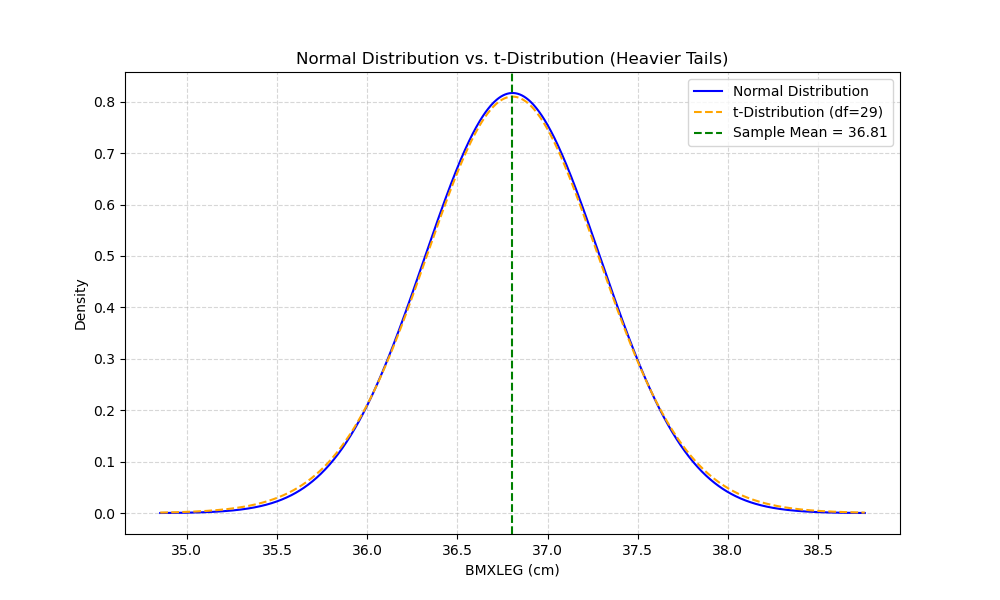 Normal Distribution vs. t-Distribution (Heavier Tails)
Normal Distribution
t-Distribution (df=29)
Sample Mean = 36.81
Density
0.8
0.7
0.6
0.5
0.4
0.3
0.2
0.1
0.0
35.0 35.5 36.0 36.5 37.0 37.5 38.0 38.5
BMXLEG (cm)